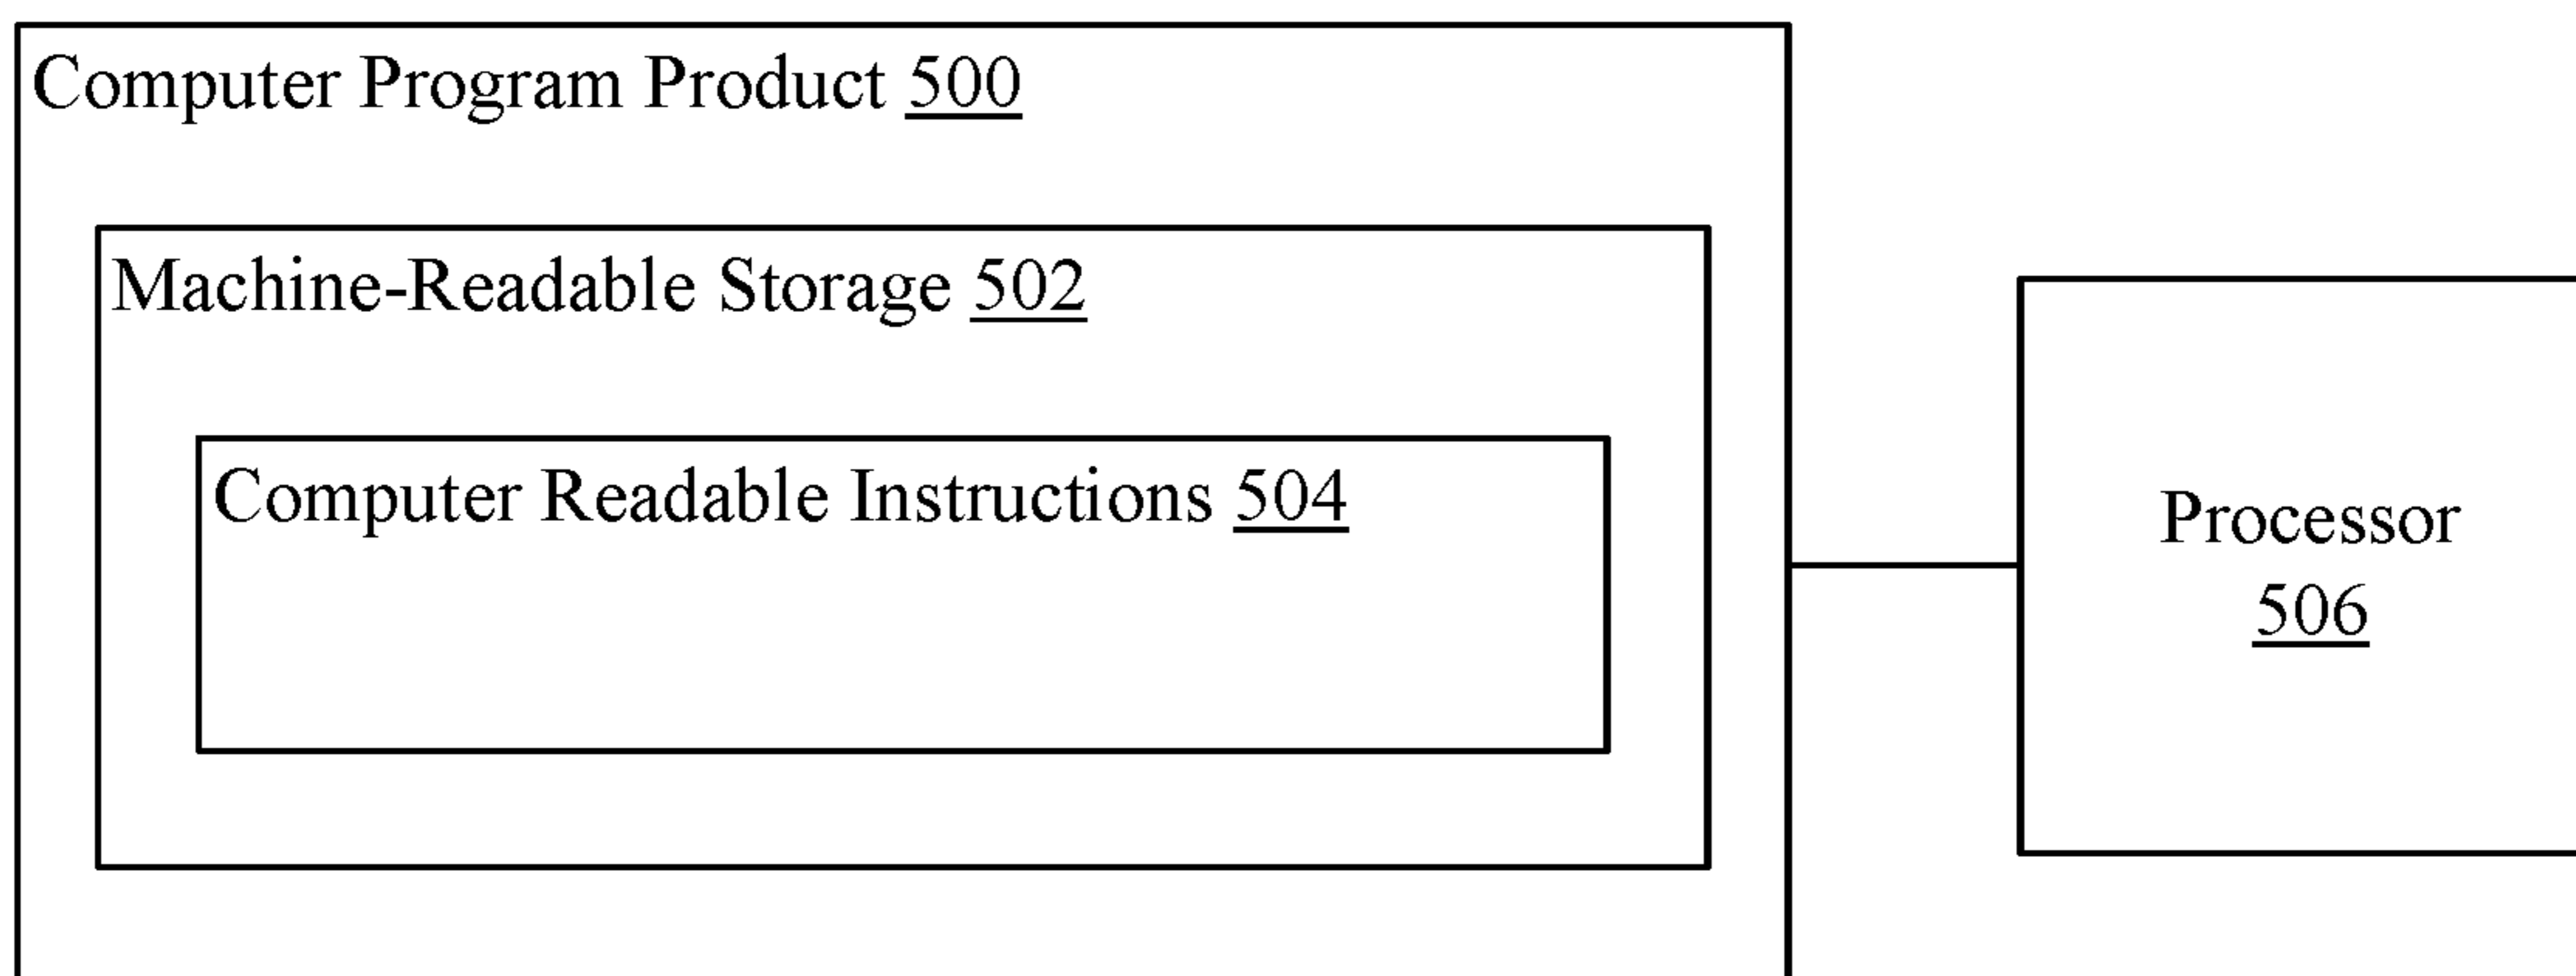 Computer Program Product 500
Machine-Readable Storage 502
Computer Readable Instructions 504
Processor
506